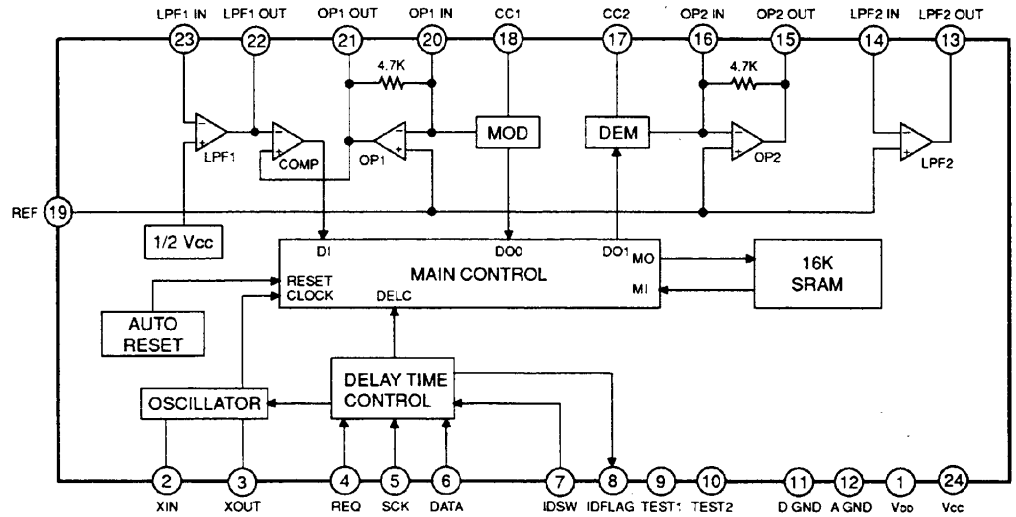 LPF1 IN LPF1 OUT OP1 OUT OP1 IN CC1 CC2 OP2 IN OP2 OUT LPF2 IN LPF2 OUT
23 22 21 20 18 17 16 15 14 13
4.7K 4.7K
MOD DEM
LPF1 COMP OP1 OP2 LPF2
REF 19
1/2 Vcc
DI DO0 DO1 MO
MAIN CONTROL
16K
SRAM
RESET
CLOCK DELC MI
AUTO
RESET
DELAY TIME
CONTROL
OSCILLATOR
2 3 4 5 6 7 8 9 10 11 12 1 24
XIN XOUT REQ SCK DATA IDSW IDFLAG TEST1 TEST2 D GND A GND VDD Vcc